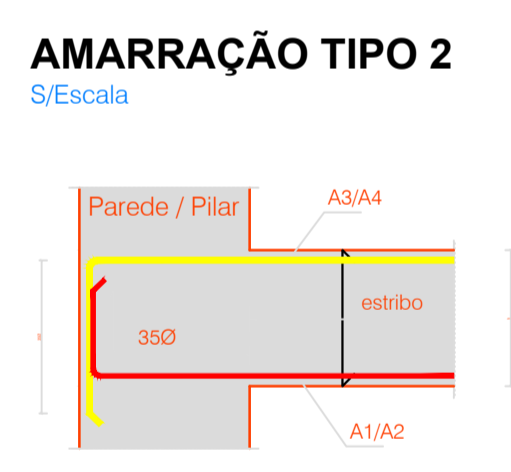 AMARRAÇÃO TIPO 2
S/Escala
A3/A4
Parede / Pilar
estribo
35Ø
A1/A2